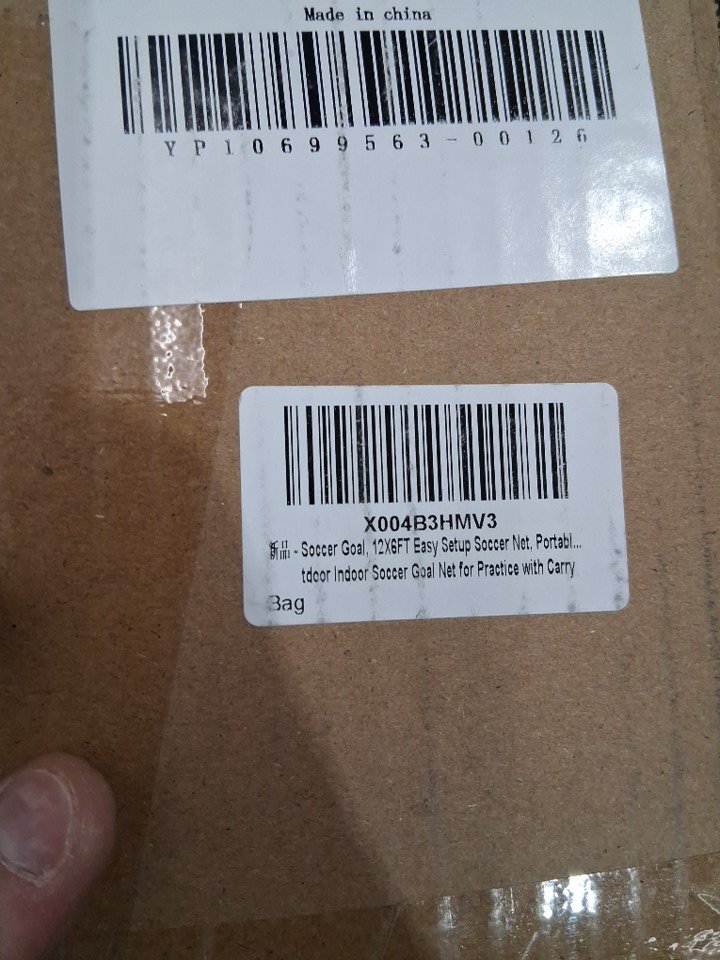 Made in china
YP10699563-00126
X004B3HMV3
新品 - Soccer Goal, 12X6FT Easy Setup Soccer Net, Portabl...
tdoor Indoor Soccer Goal Net for Practice with Carry
Bag